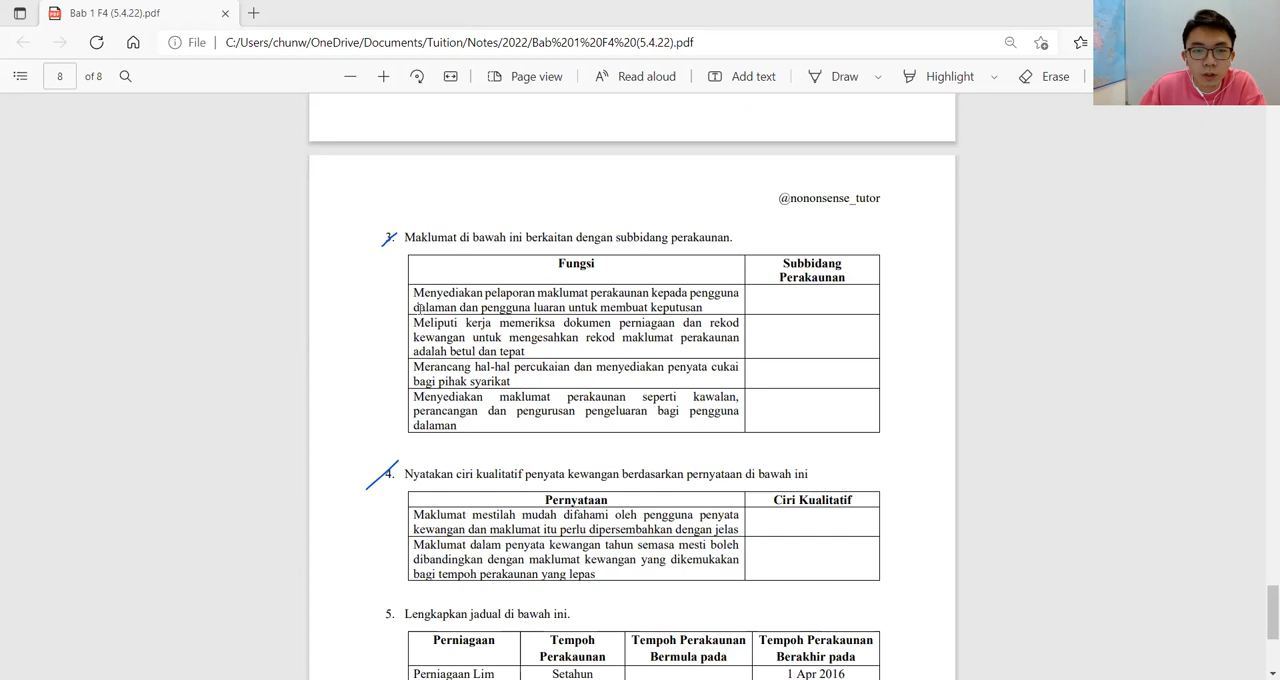 Bab 1 F4 (5.4.22).pdf
File
C:/Users/chunw/OneDrive/Documents/Tuition/Notes/2022/Bab%201%20F4%20(5.4.22).pdf
8
of 8
Page view
Read aloud
Add text
Draw
Highlight
Erase
@nononsense_tutor
3. Maklumat di bawah ini berkaitan dengan subbidang perakaunan.
Fungsi
Subbidang
Perakaunan
Menyediakan pelaporan maklumat perakaunan kepada pengguna
dalaman dan pengguna luaran untuk membuat keputusan
Meliputi kerja memeriksa dokumen perniagaan dan rekod
kewangan untuk mengesahkan rekod maklumat perakaunan
adalah betul dan tepat
Merancang hal-hal percukaian dan menyediakan penyata cukai
bagi pihak syarikat
Menyediakan maklumat perakaunan seperti kawalan,
perancangan dan pengurusan pengeluaran bagi pengguna
dalaman
4. Nyatakan ciri kualitatif penyata kewangan berdasarkan pernyataan di bawah ini
Pernyataan
Ciri Kualitatif
Maklumat mestilah mudah difahami oleh pengguna penyata
kewangan dan maklumat itu perlu dipersembahkan dengan jelas
Maklumat dalam penyata kewangan tahun semasa mesti boleh
dibandingkan dengan maklumat kewangan yang dikemukakan
bagi tempoh perakaunan yang lepas
5. Lengkapkan jadual di bawah ini.
Perniagaan
Tempoh
Perakaunan
Tempoh Perakaunan
Bermula pada
Tempoh Perakaunan
Berakhir pada
Perniagaan Lim
Setahun
1 Apr 2016